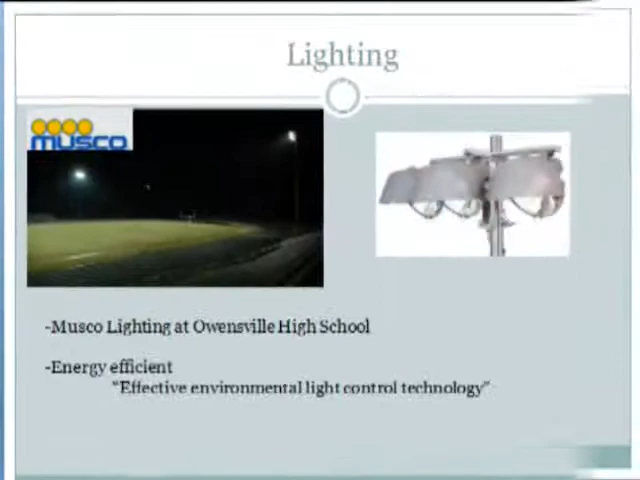 Lighting
musco
-Musco Lighting at Owensville High School
-Energy efficient
"Effective environmental light control technology"